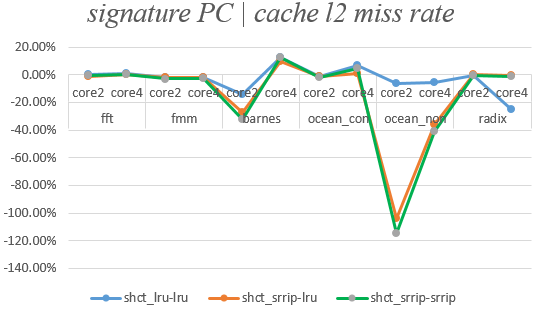 signature PC | cache l2 miss rate
20.00%
0.00%
-20.00%
-40.00%
-60.00%
-80.00%
-100.00%
-120.00%
-140.00%
core2 core4 core2 core4 core2 core4 core2 core4 core2 core4 core2 core4
fft fmm barnes ocean_con ocean_non radix
shct_lru-lru shct_srrip-lru shct_srrip-srrip